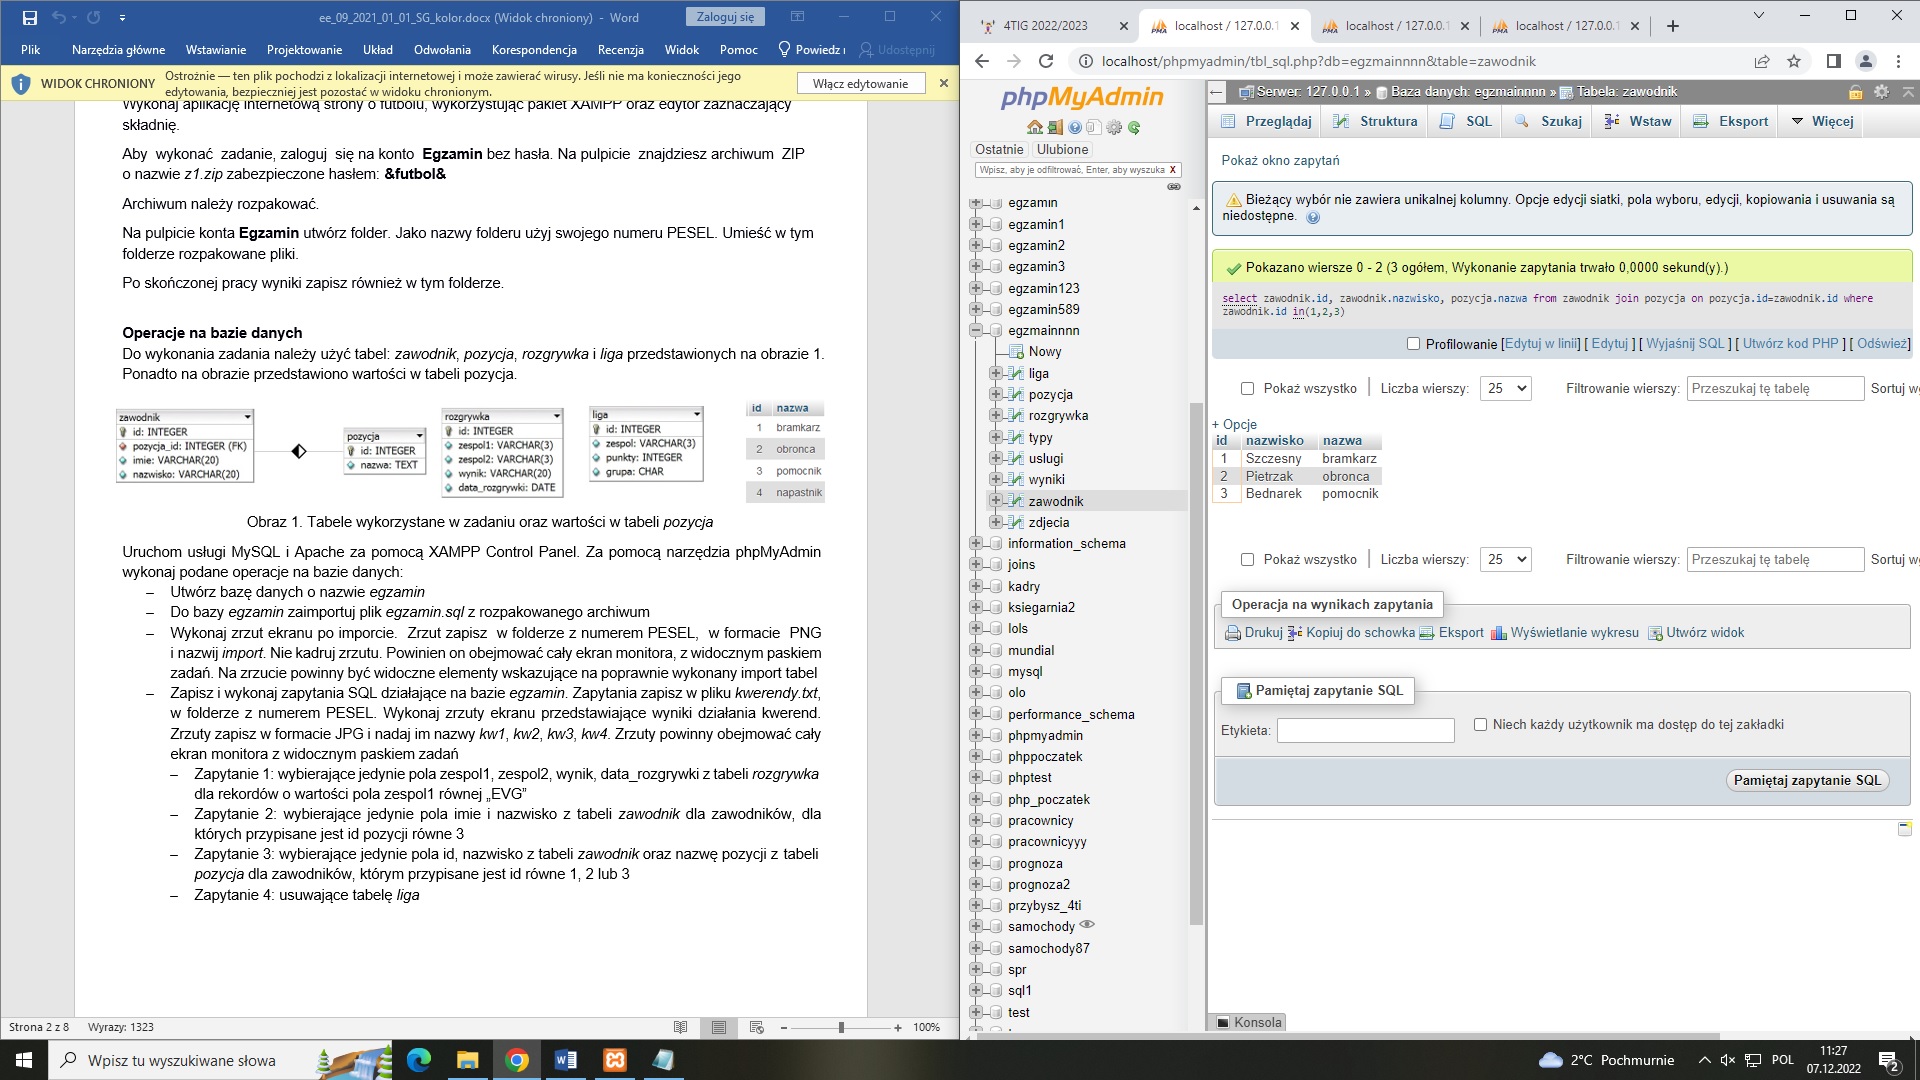 ee_09_2021_01_01_SG_kolor.docx (Widok chroniony) - Word
Zaloguj się
Plik Narzędzia główne Wstawianie Projektowanie Układ Odwołania Korespondencja Recenzja Widok Pomoc Powiedz Udostępnij
WIDOK CHRONIONY Ostrożnie — ten plik pochodzi z lokalizacji internetowej i może zawierać wirusy. Jeśli nie ma konieczności jego
edytowania, bezpieczniej jest pozostać w widoku chronionym.
Włącz edytowanie
Wykonaj aplikację internetową strony o futbolu, wykorzystując pakiet XAMPP oraz edytor zaznaczający
składnię.
Aby wykonać zadanie, zaloguj się na konto Egzamin bez hasła. Na pulpicie znajdziesz archiwum ZIP
o nazwie z1.zip zabezpieczone hasłem: &futbol&
Archiwum należy rozpakować.
Na pulpicie konta Egzamin utwórz folder. Jako nazwy folderu użyj swojego numeru PESEL. Umieść w tym
folderze rozpakowane pliki.
Po skończonej pracy wyniki zapisz również w tym folderze.
Operacje na bazie danych
Do wykonania zadania należy użyć tabel: zawodnik, pozycja, rozgrywka i liga przedstawionych na obrazie 1.
Ponadto na obrazie przedstawiono wartości w tabeli pozycja.
zawodnik
id: INTEGER
pozycja_id: INTEGER (FK)
imie: VARCHAR(20)
nazwisko: VARCHAR(20)
pozycja
id: INTEGER
nazwa: TEXT
rozgrywka
id: INTEGER
zespol1: VARCHAR(3)
zespol2: VARCHAR(3)
wynik: VARCHAR(20)
data_rozgrywki: DATE
liga
id: INTEGER
zespol: VARCHAR(3)
punkty: INTEGER
grupa: CHAR
id nazwa
1 bramkarz
2 obronca
3 pomocnik
4 napastnik
Obraz 1. Tabele wykorzystane w zadaniu oraz wartości w tabeli pozycja
Uruchom usługi MySQL i Apache za pomocą XAMPP Control Panel. Za pomocą narzędzia phpMyAdmin
wykonaj podane operacje na bazie danych:
– Utwórz bazę danych o nazwie egzamin
– Do bazy egzamin zaimportuj plik egzamin.sql z rozpakowanego archiwum
– Wykonaj zrzut ekranu po imporcie. Zrzut zapisz w folderze z numerem PESEL, w formacie PNG
i nazwij import. Nie kadruj zrzutu. Powinien on obejmować cały ekran monitora, z widocznym paskiem
zadań. Na zrzucie powinny być widoczne elementy wskazujące na poprawnie wykonany import tabel
– Zapisz i wykonaj zapytania SQL działające na bazie egzamin. Zapytania zapisz w pliku kwerendy.txt,
w folderze z numerem PESEL. Wykonaj zrzuty ekranu przedstawiające wyniki działania kwerend.
Zrzuty zapisz w formacie JPG i nadaj im nazwy kw1, kw2, kw3, kw4. Zrzuty powinny obejmować cały
ekran monitora z widocznym paskiem zadań
– Zapytanie 1: wybierające jedynie pola zespol1, zespol2, wynik, data_rozgrywki z tabeli rozgrywka
dla rekordów o wartości pola zespol1 równej „EVG”
– Zapytanie 2: wybierające jedynie pola imie i nazwisko z tabeli zawodnik dla zawodników, dla
których przypisane jest id pozycji równe 3
– Zapytanie 3: wybierające jedynie pola id, nazwisko z tabeli zawodnik oraz nazwę pozycji z tabeli
pozycja dla zawodników, którym przypisane jest id równe 1, 2 lub 3
– Zapytanie 4: usuwające tabelę liga
Strona 2 z 8 Wyrazy: 1323 100%
4TIG 2022/2023 localhost / 127.0.0.1 localhost / 127.0.0.1 localhost / 127.0.0.1
localhost/phpmyadmin/tbl_sql.php?db=egzmainnnn&table=zawodnik
phpMyAdmin
Ostatnie Ulubione
Wpisz, aby je odfiltrować, Enter, aby wyszuka X
egzamin
egzamin1
egzamin2
egzamin3
egzamin123
egzamin589
egzmainnnn
Nowy
liga
pozycja
rozgrywka
typy
uslugi
wyniki
zawodnik
zdjecia
information_schema
joins
kadry
ksiegarnia2
lols
mundial
mysql
olo
performance_schema
phpmyadmin
phppoczatek
phptest
php_poczatek
pracownicy
pracownicyyy
prognoza
prognoza2
przybysz_4ti
samochody
samochody87
spr
sql1
test
Serwer: 127.0.0.1 » Baza danych: egzmainnnn » Tabela: zawodnik
Przeglądaj Struktura SQL Szukaj Wstaw Eksport Więcej
Pokaż okno zapytań
Bieżący wybór nie zawiera unikalnej kolumny. Opcje edycji siatki, pola wyboru, edycji, kopiowania i usuwania są
niedostępne.
Pokazano wiersze 0 - 2 (3 ogółem, Wykonanie zapytania trwało 0,0000 sekund(y).)
select zawodnik.id, zawodnik.nazwisko, pozycja.nazwa from zawodnik join pozycja on pozycja.id=zawodnik.id where
zawodnik.id in(1,2,3)
Profilowanie [Edytuj w linii] [ Edytuj ] [ Wyjaśnij SQL ] [ Utwórz kod PHP ] [ Odśwież]
Pokaż wszystko Liczba wierszy: 25 Filtrowanie wierszy: Przeszukaj tę tabelę Sortuj w
+ Opcje
id nazwisko nazwa
1 Szczesny bramkarz
2 Pietrzak obronca
3 Bednarek pomocnik
Pokaż wszystko Liczba wierszy: 25 Filtrowanie wierszy: Przeszukaj tę tabelę Sortuj w
Operacja na wynikach zapytania
Drukuj Kopiuj do schowka Eksport Wyświetlanie wykresu Utwórz widok
Pamiętaj zapytanie SQL
Etykieta: Niech każdy użytkownik ma dostęp do tej zakładki
Pamiętaj zapytanie SQL
Konsola
Wpisz tu wyszukiwane słowa
2°C Pochmurnie POL 11:27
07.12.2022 2